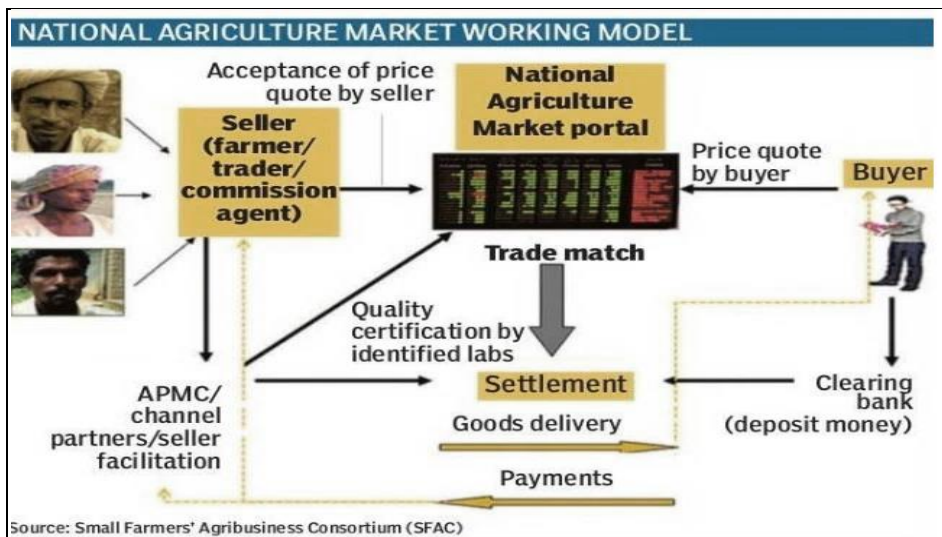 NATIONAL AGRICULTURE MARKET WORKING MODEL
Acceptance of price
quote by seller
National
Agriculture
Market portal
Seller
(farmer/
trader/
commission
agent)
Price quote
by buyer
Buyer
Trade match
Quality
certification by
identified labs
Settlement
APMC/
channel
partners/seller
facilitation
Clearing
bank
(deposit money)
Goods delivery
Payments
Source: Small Farmers' Agribusiness Consortium (SFAC)